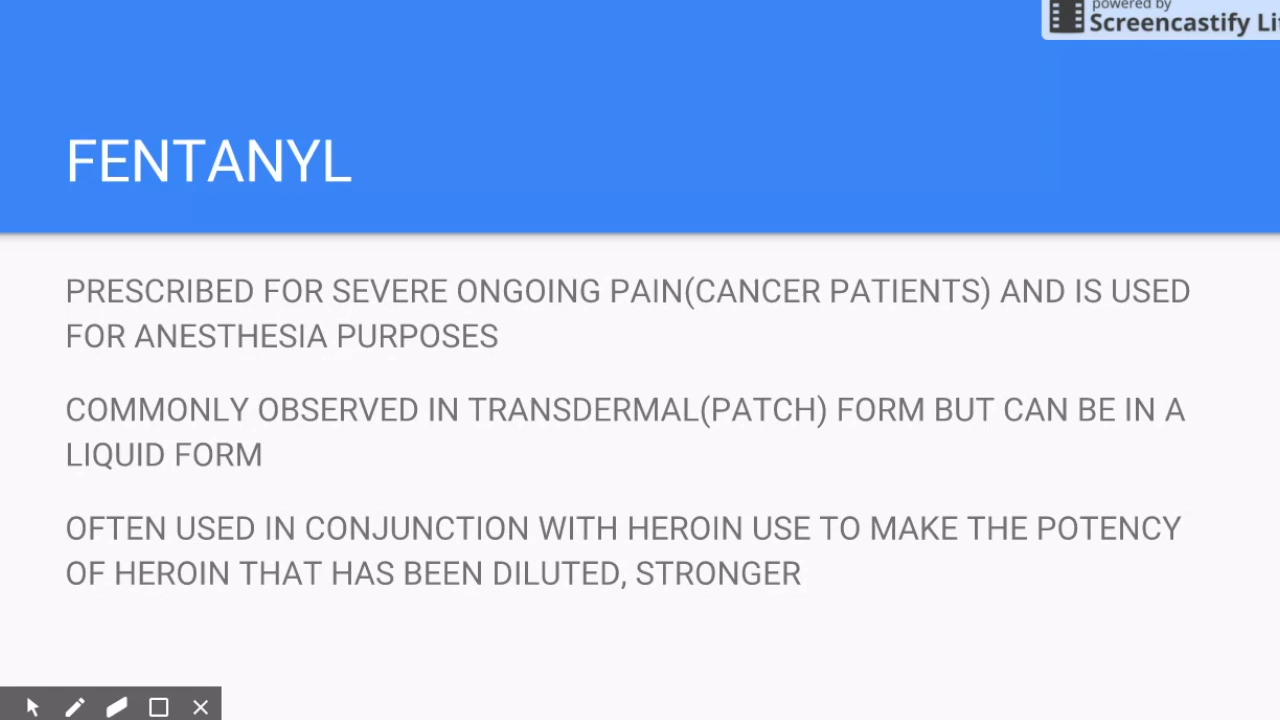 powered by
Screencastify
FENTANYL
PRESCRIBED FOR SEVERE ONGOING PAIN(CANCER PATIENTS) AND IS USED
FOR ANESTHESIA PURPOSES
COMMONLY OBSERVED IN TRANSDERMAL(PATCH) FORM BUT CAN BE IN A
LIQUID FORM
OFTEN USED IN CONJUNCTION WITH HEROIN USE TO MAKE THE POTENCY
OF HEROIN THAT HAS BEEN DILUTED, STRONGER